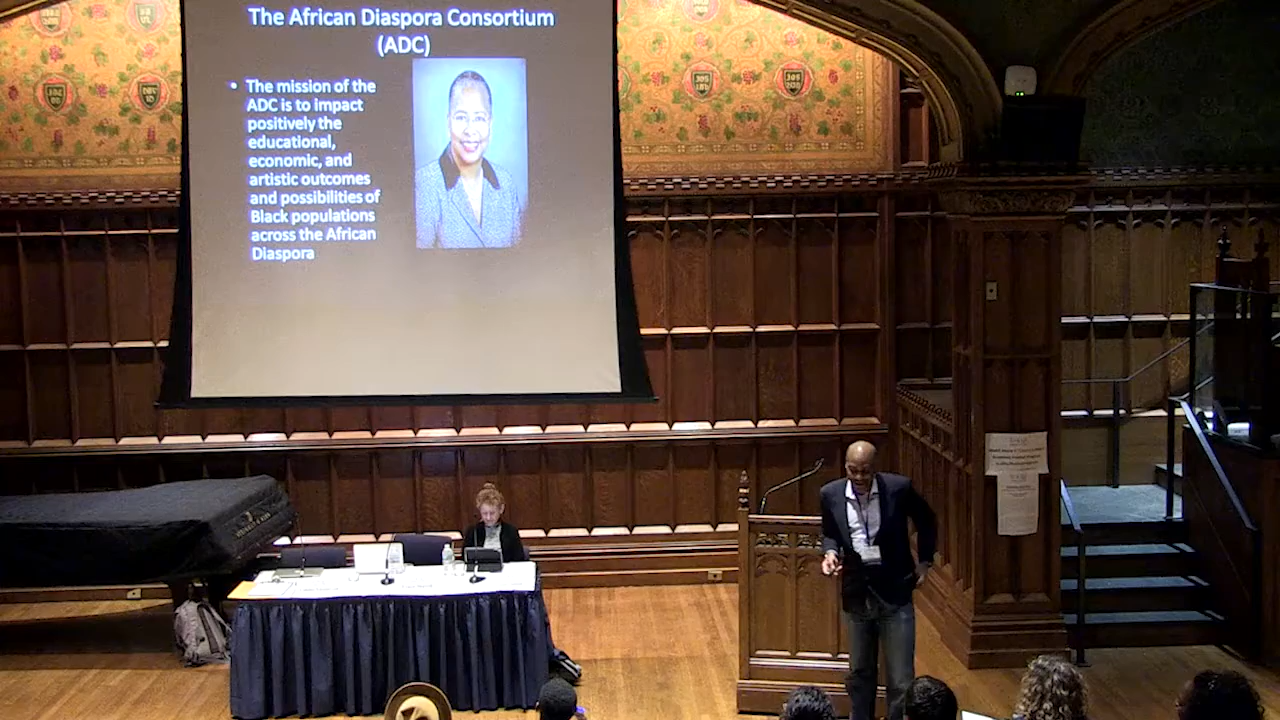 The African Diaspora Consortium
(ADC)
• The mission of the
ADC is to impact
positively the
educational,
economic, and
artistic outcomes
and possibilities of
Black populations
across the African
Diaspora